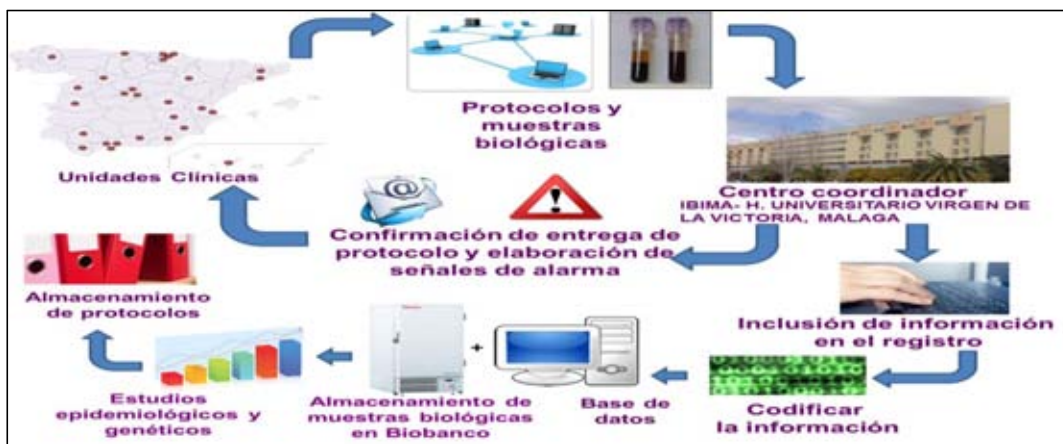 Protocolos y
muestras
biológicas
Unidades Clínicas
Centro coordinador
IBIMA- H. UNIVERSITARIO VIRGEN DE
LA VICTORIA, MALAGA
@
Confirmación de entrega de
protocolo y elaboración de
señales de alarma
Almacenamiento
de protocolos
Inclusión de información
en el registro
Estudios
epidemiológicos y
genéticos
Almacenamiento de
muestras biológicas
en Biobanco
+
Base de
datos
Codificar
la información